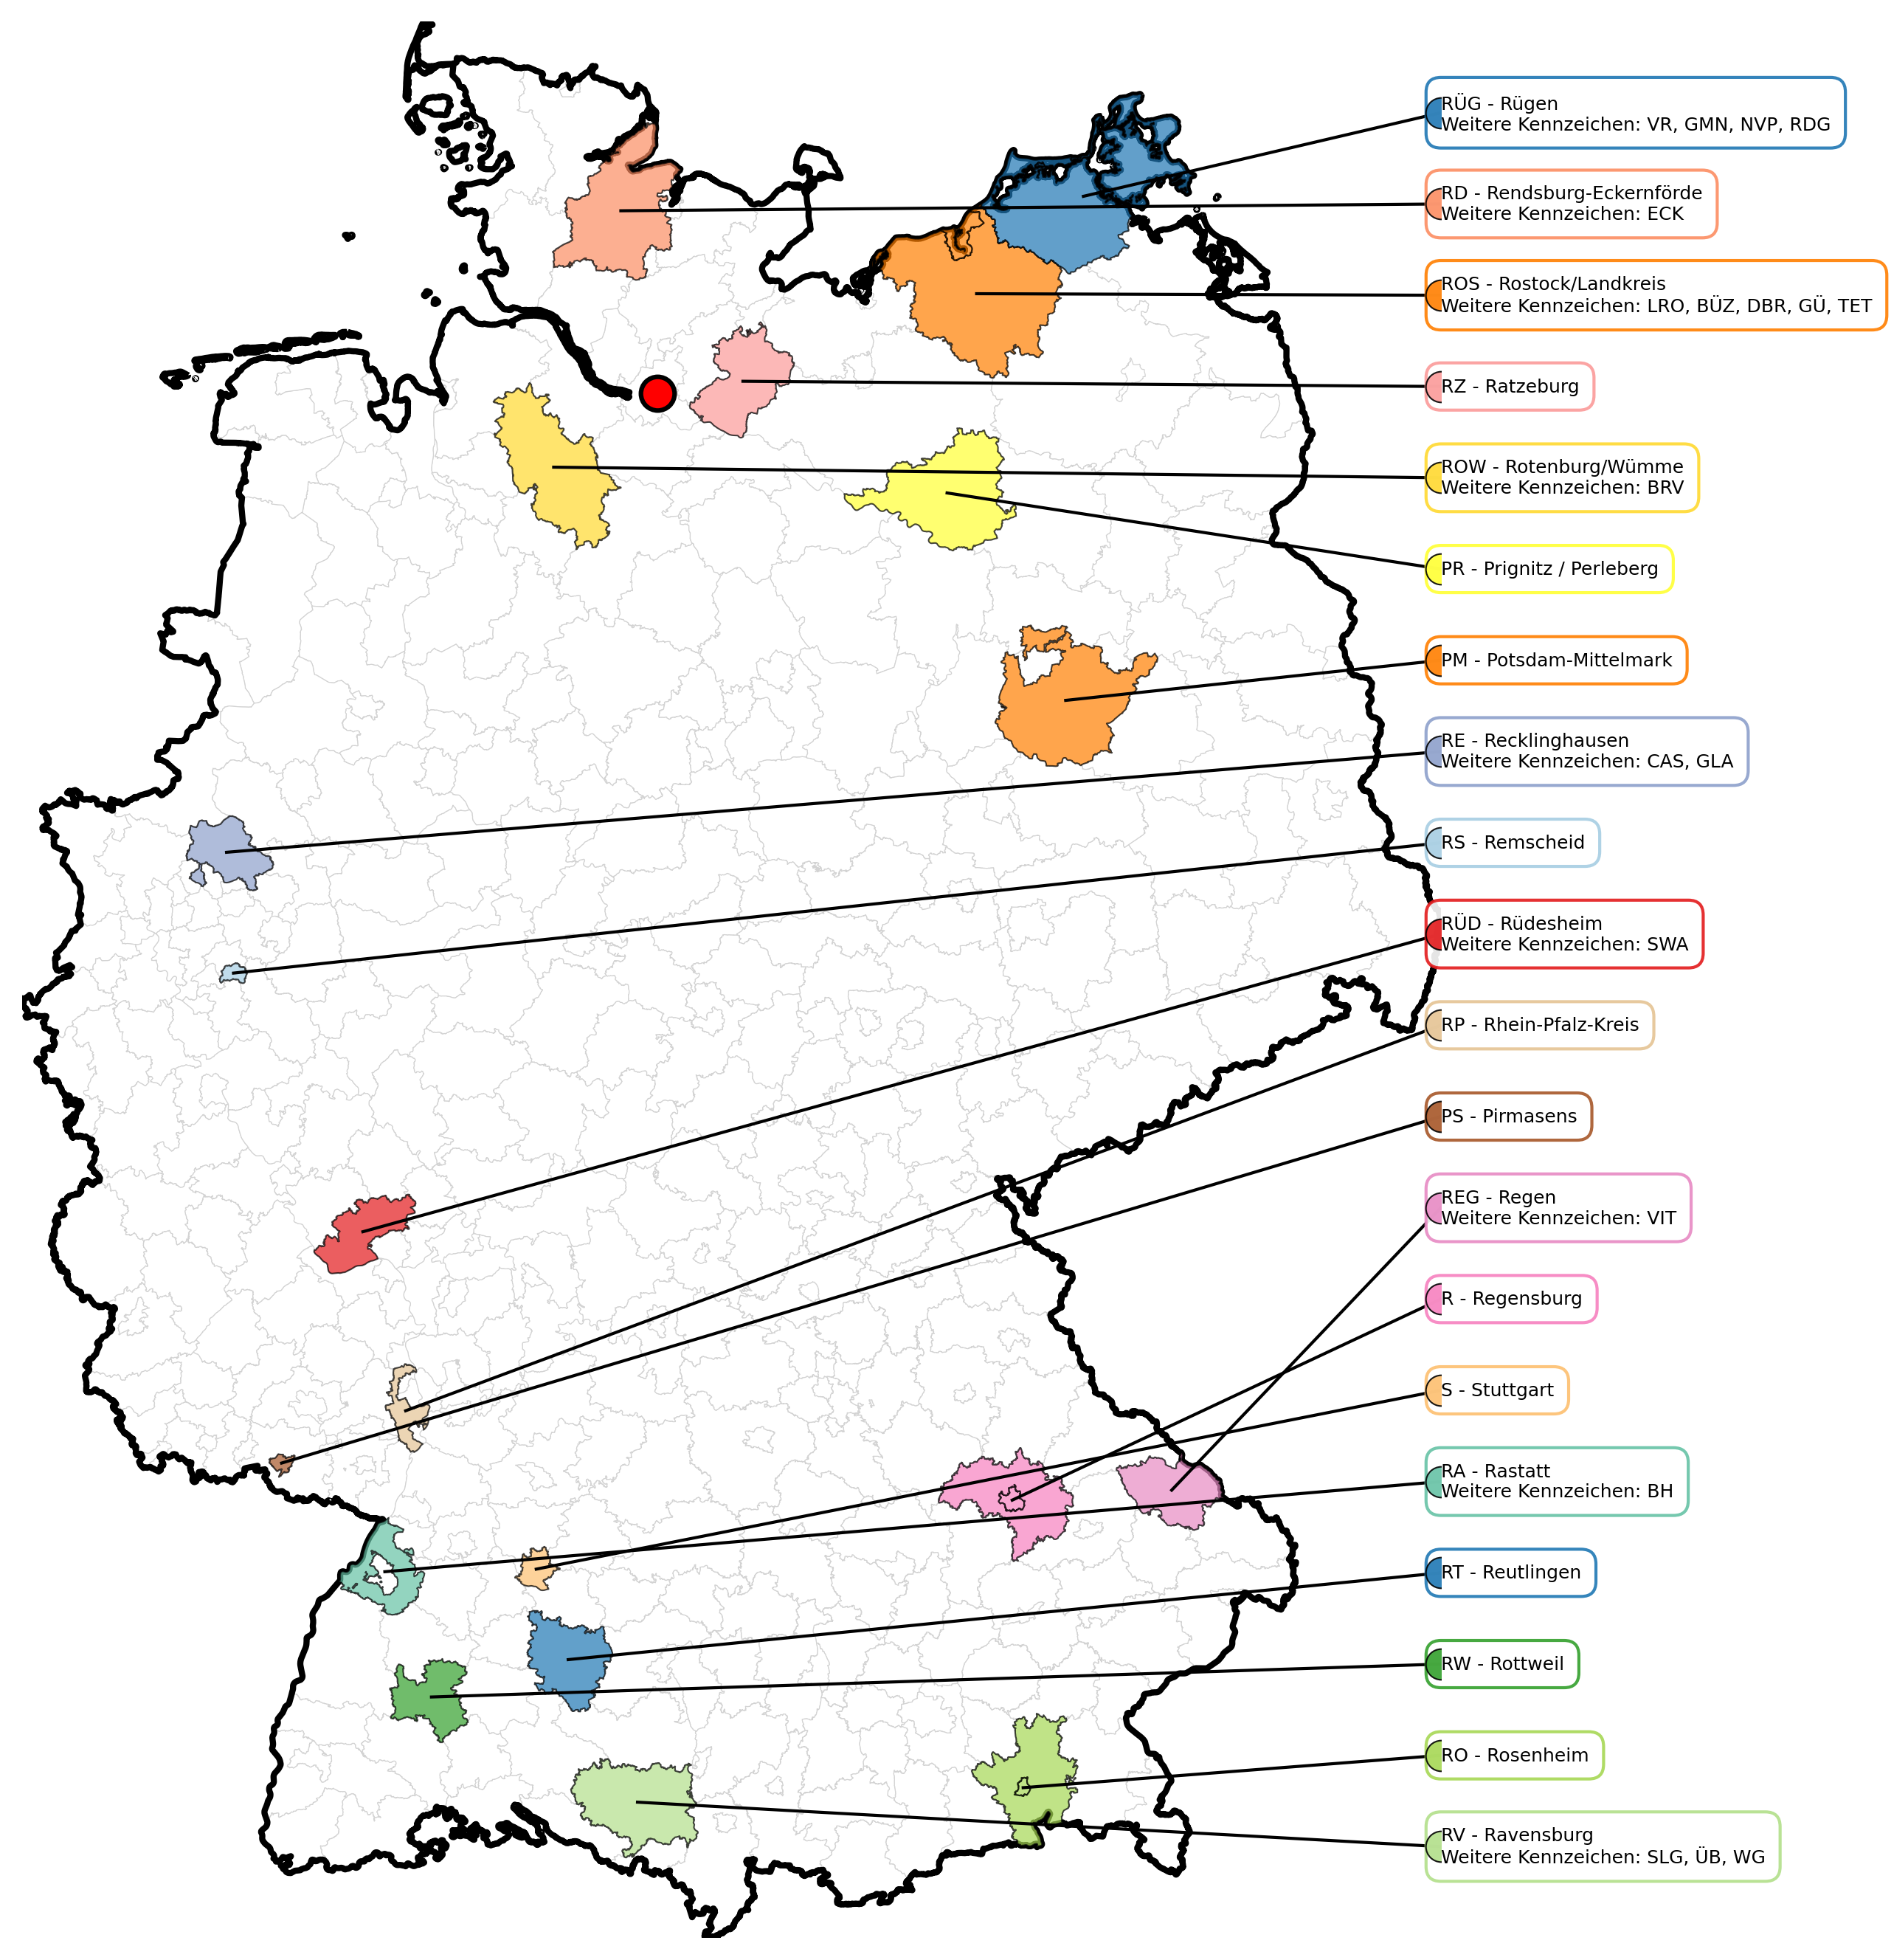 RÜG - Rügen
Weitere Kennzeichen: VR, GMN, NVP, RDG
RD - Rendsburg-Eckernförde
Weitere Kennzeichen: ECK
ROS - Rostock/Landkreis
Weitere Kennzeichen: LRO, BÜZ, DBR, GÜ, TET
RZ - Ratzeburg
ROW - Rotenburg/Wümme
Weitere Kennzeichen: BRV
PR - Prignitz / Perleberg
PM - Potsdam-Mittelmark
RE - Recklinghausen
Weitere Kennzeichen: CAS, GLA
RS - Remscheid
RÜD - Rüdesheim
Weitere Kennzeichen: SWA
RP - Rhein-Pfalz-Kreis
PS - Pirmasens
REG - Regen
Weitere Kennzeichen: VIT
R - Regensburg
S - Stuttgart
RA - Rastatt
Weitere Kennzeichen: BH
RT - Reutlingen
RW - Rottweil
RO - Rosenheim
RV - Ravensburg
Weitere Kennzeichen: SLG, ÜB, WG